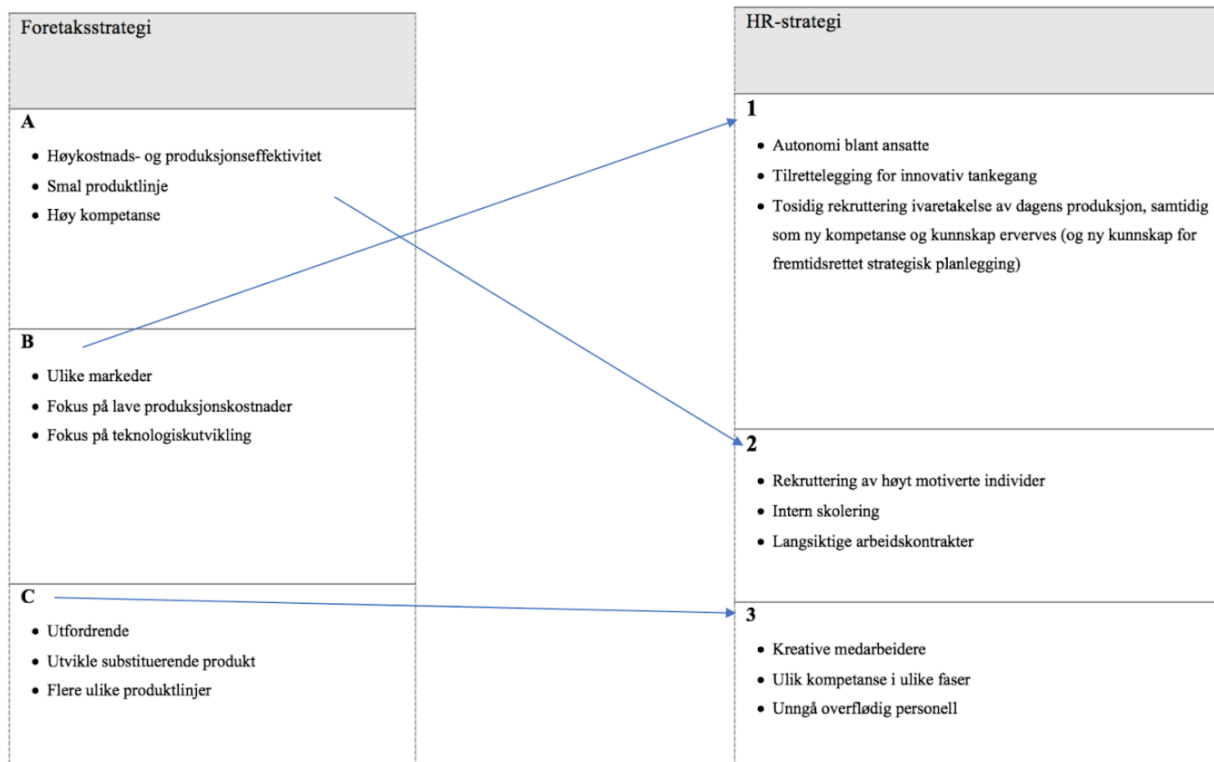 Foretaksstrategi
A
• Høykostnads- og produksjonseffektivitet
• Smal produktlinje
• Høy kompetanse
B
• Ulike markeder
• Fokus på lave produksjonskostnader
• Fokus på teknologiskutvikling
C
• Utfordrende
• Utvikle substituerende produkt
• Flere ulike produktlinjer
HR-strategi
1
• Autonomi blant ansatte
• Tilrettelegging for innovativ tankegang
• Tosidig rekruttering ivaretakelse av dagens produksjon, samtidig
som ny kompetanse og kunnskap erverves (og ny kunnskap for
fremtidsrettet strategisk planlegging)
2
• Rekruttering av høyt motiverte individer
• Intern skolering
• Langsiktige arbeidskontrakter
3
• Kreative medarbeidere
• Ulik kompetanse i ulike faser
• Unngå overflødig personell